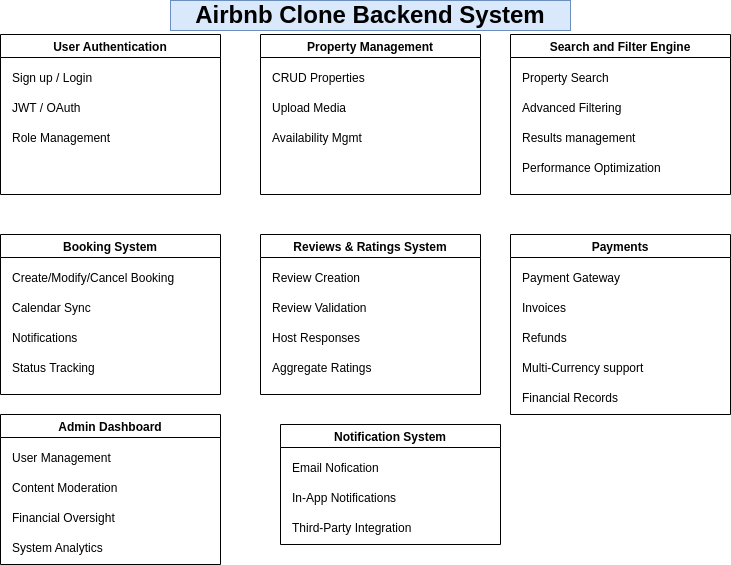 Airbnb Clone Backend System
User Authentication
Sign up / Login
JWT / OAuth
Role Management
Property Management
CRUD Properties
Upload Media
Availability Mgmt
Search and Filter Engine
Property Search
Advanced Filtering
Results management
Performance Optimization
Booking System
Create/Modify/Cancel Booking
Calendar Sync
Notifications
Status Tracking
Reviews & Ratings System
Review Creation
Review Validation
Host Responses
Aggregate Ratings
Payments
Payment Gateway
Invoices
Refunds
Multi-Currency support
Financial Records
Admin Dashboard
User Management
Content Moderation
Financial Oversight
System Analytics
Notification System
Email Nofication
In-App Notifications
Third-Party Integration